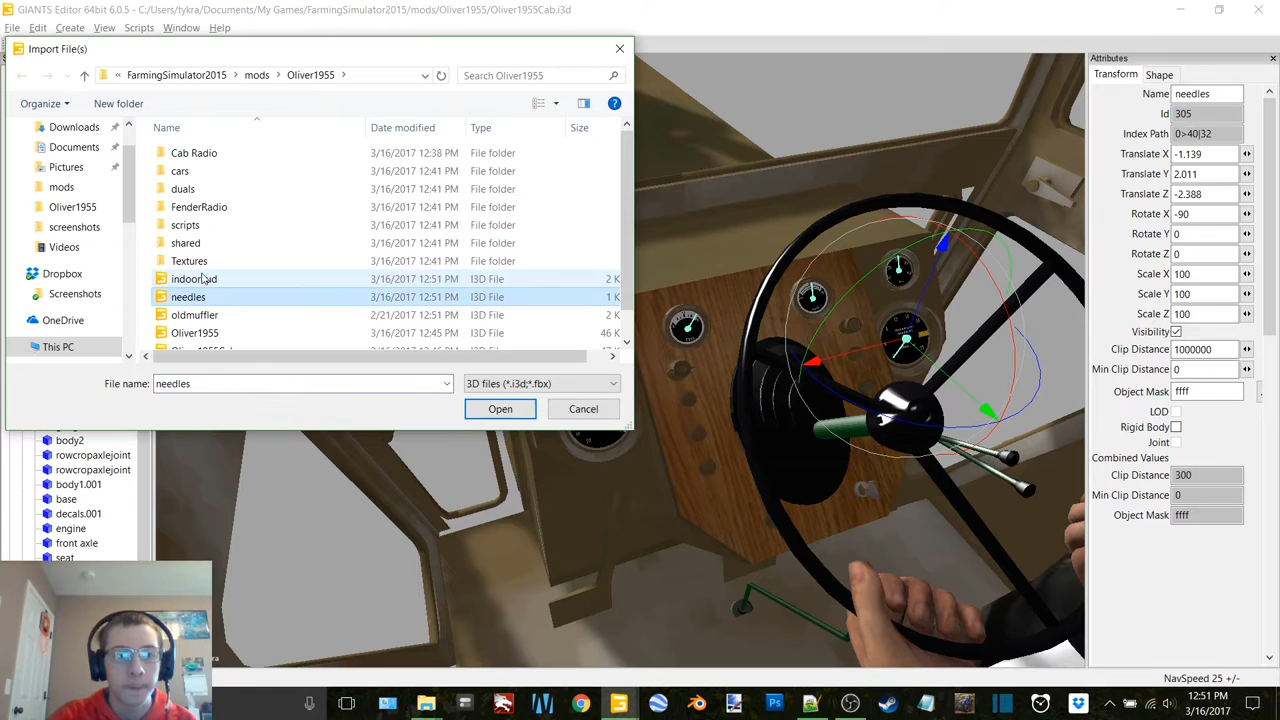 GIANTS Editor 64bit 6.0.5 - C:/Users/tykra/Documents/My Games/FarmingSimulator2015/mods/Oliver1955/Oliver1955Cab.i3d
File Edit Create View Scripts Window Help
Import File(s)
« FarmingSimulator2015 > mods > Oliver1955 >
Search Oliver1955
Organize
New folder
Name Date modified Type Size
Downloads
Documents
Pictures
mods
Oliver1955
screenshots
Videos
Dropbox
Screenshots
OneDrive
This PC
Cab Radio 3/16/2017 12:38 PM File folder
cars 3/16/2017 12:41 PM File folder
duals 3/16/2017 12:41 PM File folder
FenderRadio 3/16/2017 12:41 PM File folder
scripts 3/16/2017 12:41 PM File folder
shared 3/16/2017 12:41 PM File folder
Textures 3/16/2017 12:41 PM File folder
3/16/2017 12:51 PM I3D File 2 K
needles 3/16/2017 12:51 PM I3D File 1 K
oldmuffler 2/21/2017 12:51 PM I3D File 2 K
Oliver1955 3/16/2017 12:45 PM I3D File 46 K
File name: needles
3D files (*.i3d;*.fbx)
Open Cancel
body2
rowcropaxlejoint
rowcropaxlejoint
body1.001
base
decals.001
engine
front axle
seat
Attributes
Transform Shape
Name needles
Id 305
Index Path 0>40|32
Translate X -1.139
Translate Y 2.011
Translate Z -2.388
Rotate X -90
Rotate Y 0
Rotate Z 0
Scale X 100
Scale Y 100
Scale Z 100
Visibility
Clip Distance 1000000
Min Clip Distance 0
Object Mask ffff
LOD
Rigid Body
Joint
Combined Values
Clip Distance 300
Min Clip Distance 0
Object Mask ffff
NavSpeed 25 +/-
12:51 PM
3/16/2017